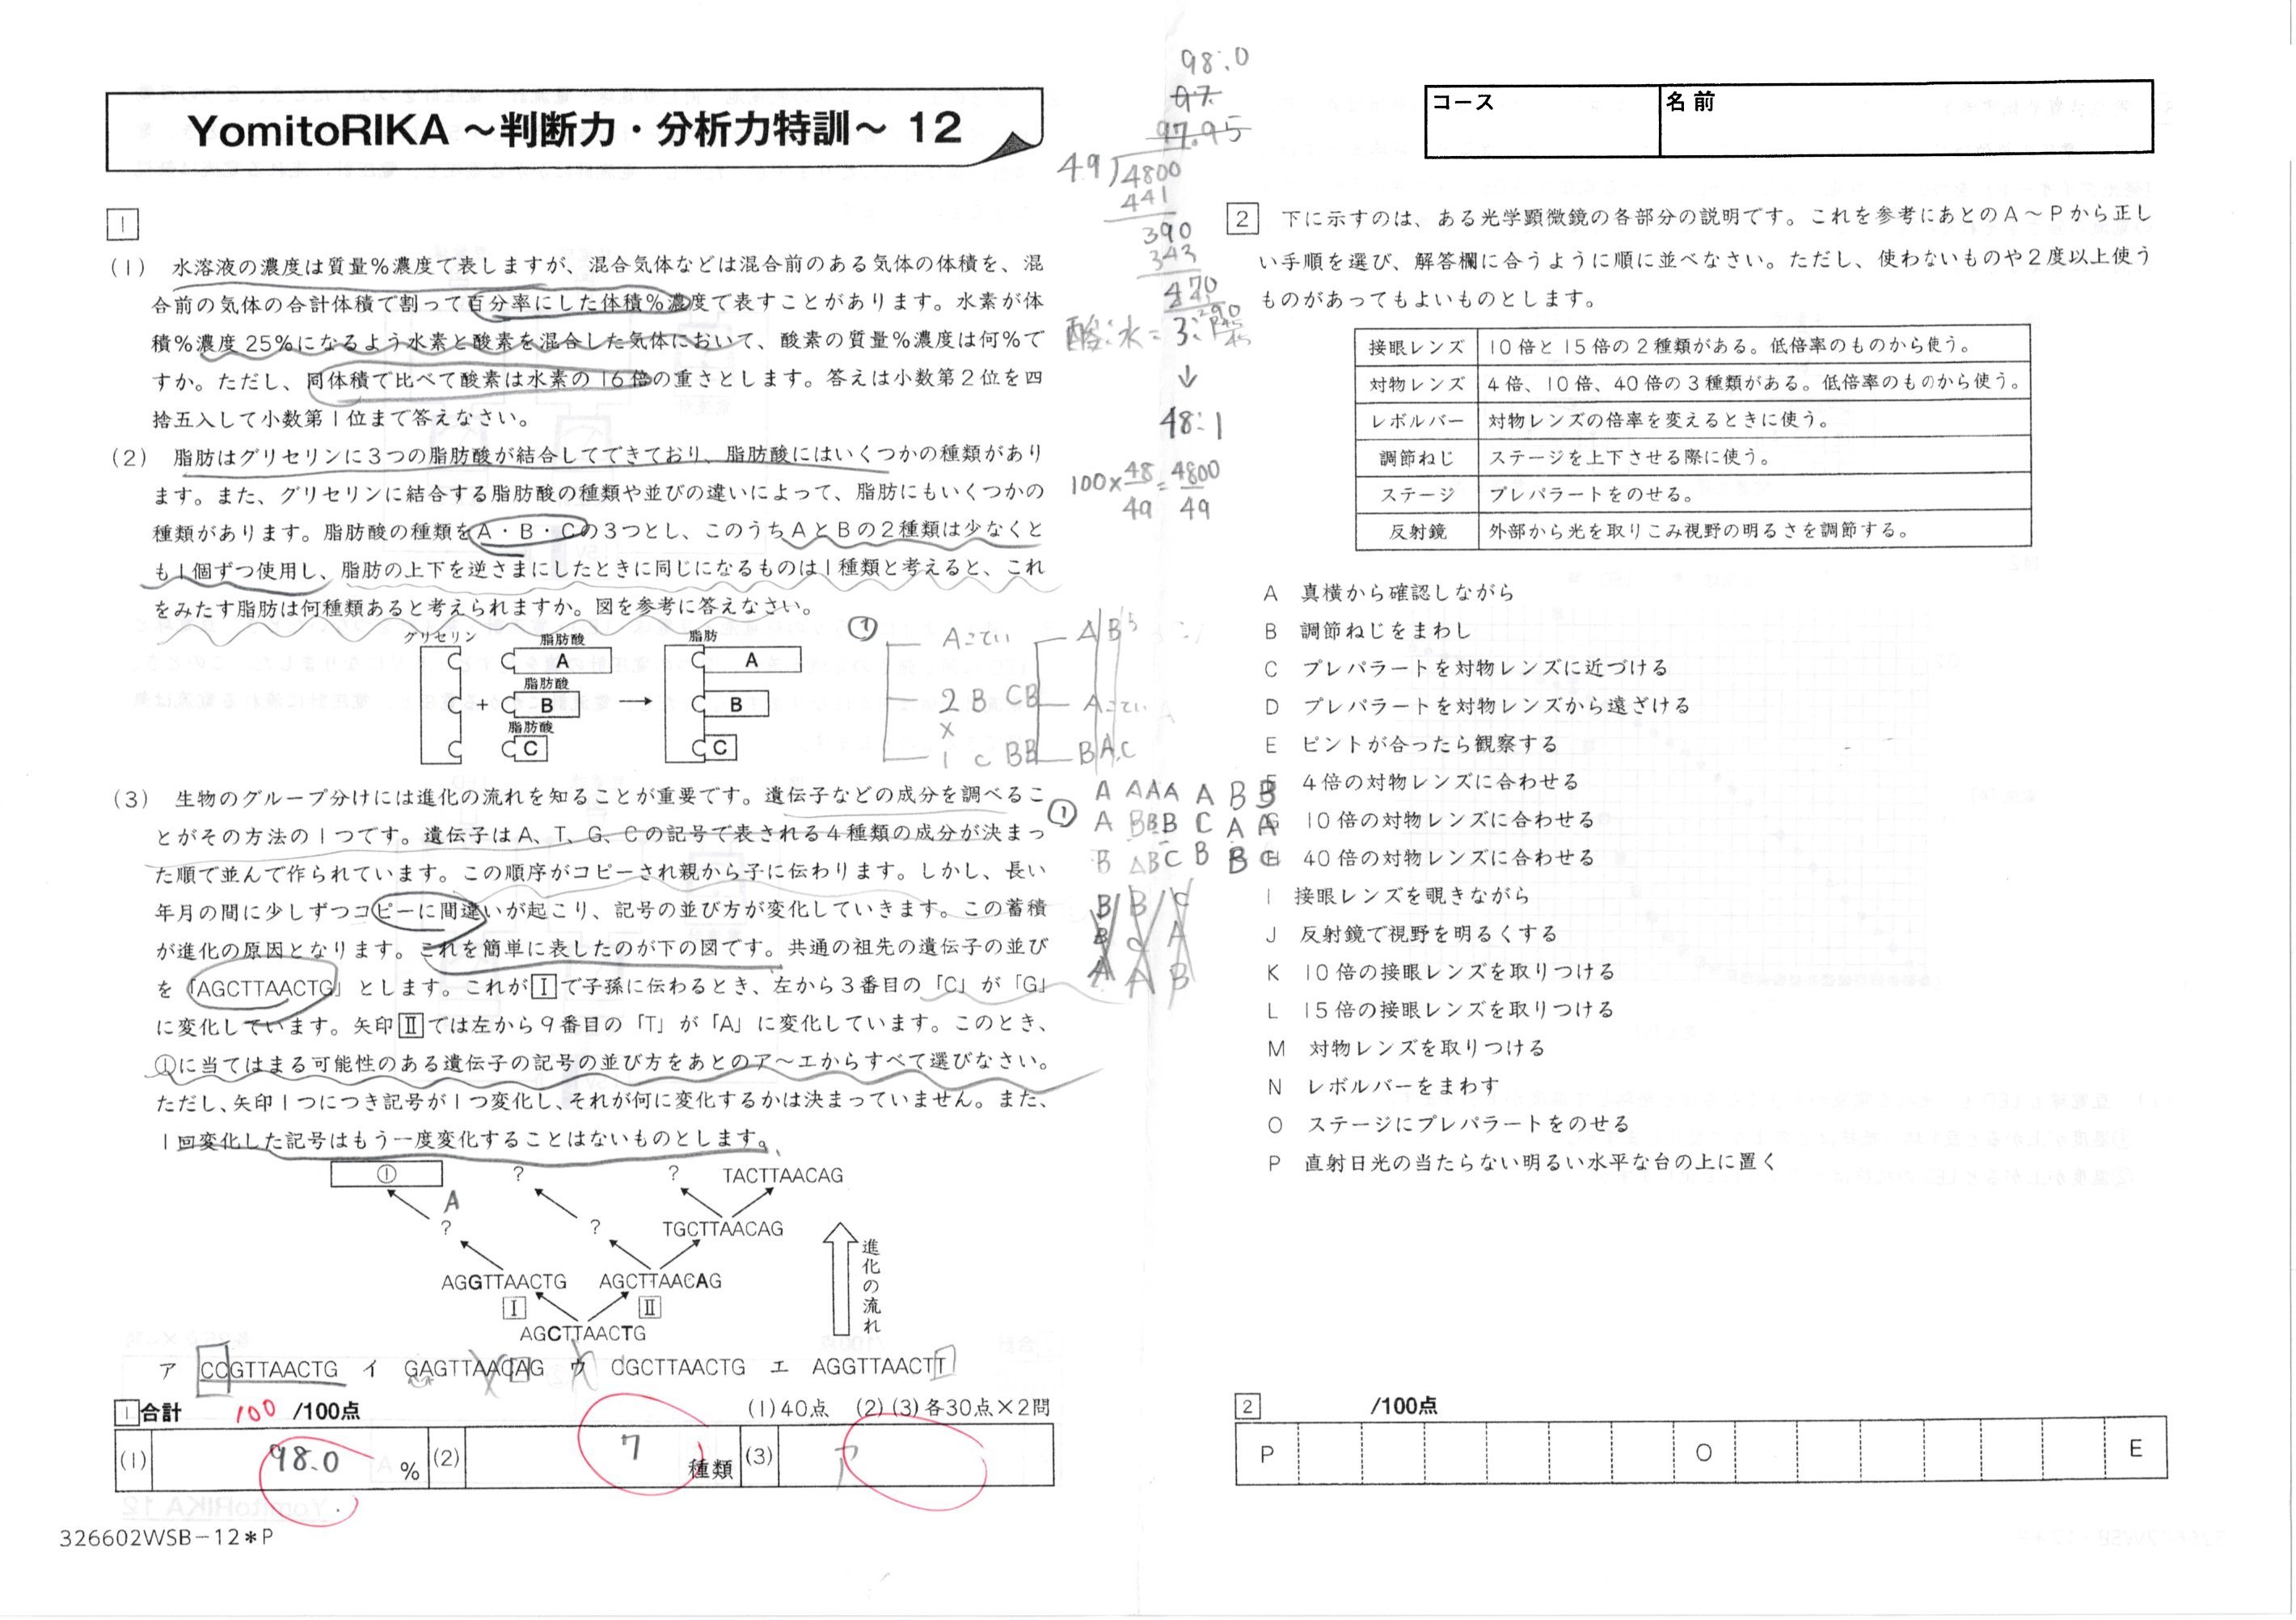 YomitoRIKA ～判断力・分析力特訓～ 12
1
(1) 水溶液の濃度は質量％濃度で表しますが、混合気体などは混合前のある気体の体積を、混
合前の気体の合計体積で割って百分率にした体積％濃度で表すことがあります。水素が体
積％濃度25％になるよう水素と酸素を混合した気体において、酸素の質量％濃度は何％で
すか。ただし、同体積で比べて酸素は水素の16倍の重さとします。答えは小数第2位を四
捨五入して小数第1位まで答えなさい。
(2) 脂肪はグリセリンに3つの脂肪酸が結合してできており、脂肪酸にはいくつかの種類があり
ます。また、グリセリンに結合する脂肪酸の種類や並びの違いによって、脂肪にもいくつかの
種類があります。脂肪酸の種類をA・B・Cの3つとし、このうちAとBの2種類は少なくと
も1個ずつ使用し、脂肪の上下を逆さまにしたときに同じになるものは1種類と考えると、これ
をみたす脂肪は何種類あると考えられますか。図を参考に答えなさい。
グリセリン 脂肪酸 脂肪
A A
脂肪酸
+ B → B
脂肪酸
C C
(3) 生物のグループ分けには進化の流れを知ることが重要です。遺伝子などの成分を調べるこ
とがその方法の1つです。遺伝子はA、T、G、Cの記号で表される4種類の成分が決まっ
た順で並んで作られています。この順序がコピーされ親から子に伝わります。しかし、長い
年月の間に少しずつコピーに間違いが起こり、記号の並び方が変化していきます。この蓄積
が進化の原因となります。これを簡単に表したのが下の図です。共通の祖先の遺伝子の並び
を「AGCTTAACTG」とします。これがⅠで子孫に伝わるとき、左から3番目の「C」が「G」
に変化しています。矢印Ⅱでは左から9番目の「T」が「A」に変化しています。このとき、
①に当てはまる可能性のある遺伝子の記号の並び方をあとのア～エからすべて選びなさい。
ただし、矢印1つにつき記号が1つ変化し、それが何に変化するかは決まっていません。また、
1回変化した記号はもう一度変化することはないものとします。
① ? ? TACTTAACAG
A
? ? TGCTTAACAG
進化の流れ
AGGTTAACTG AGCTTAACAG
Ⅰ Ⅱ
AGCTTAACTG
ア CCGTTAACTG イ GAGTTAACAG ウ CGCTTAACTG エ AGGTTAACTT
1 合計 100 /100点 (1)40点 (2)(3)各30点×2問
(1) 98.0 % (2) 7 種類 (3) ア
326602WSB－12＊P
98.0
97
97.95
49)4800
441
390
343
470
酸:水=3:1
↓
48:1
100×48/49=4800/49
① Aこてい
2 B CB
×
1 C BB
A B
Aこてい
B A C
① A AAA A B B
A BBB C A A
B ABC B B C
B B C
B C A
A A B
コース 名前
2 下に示すのは、ある光学顕微鏡の各部分の説明です。これを参考にあとのA～Pから正し
い手順を選び、解答欄に合うように順に並べなさい。ただし、使わないものや2度以上使う
ものがあってもよいものとします。
接眼レンズ 10倍と15倍の2種類がある。低倍率のものから使う。
対物レンズ 4倍、10倍、40倍の3種類がある。低倍率のものから使う。
レボルバー 対物レンズの倍率を変えるときに使う。
調節ねじ ステージを上下させる際に使う。
ステージ プレパラートをのせる。
反射鏡 外部から光を取りこみ視野の明るさを調節する。
A 真横から確認しながら
B 調節ねじをまわし
C プレパラートを対物レンズに近づける
D プレパラートを対物レンズから遠ざける
E ピントが合ったら観察する
F 4倍の対物レンズに合わせる
G 10倍の対物レンズに合わせる
H 40倍の対物レンズに合わせる
I 接眼レンズを覗きながら
J 反射鏡で視野を明るくする
K 10倍の接眼レンズを取りつける
L 15倍の接眼レンズを取りつける
M 対物レンズを取りつける
N レボルバーをまわす
O ステージにプレパラートをのせる
P 直射日光の当たらない明るい水平な台の上に置く
2 /100点
P O E